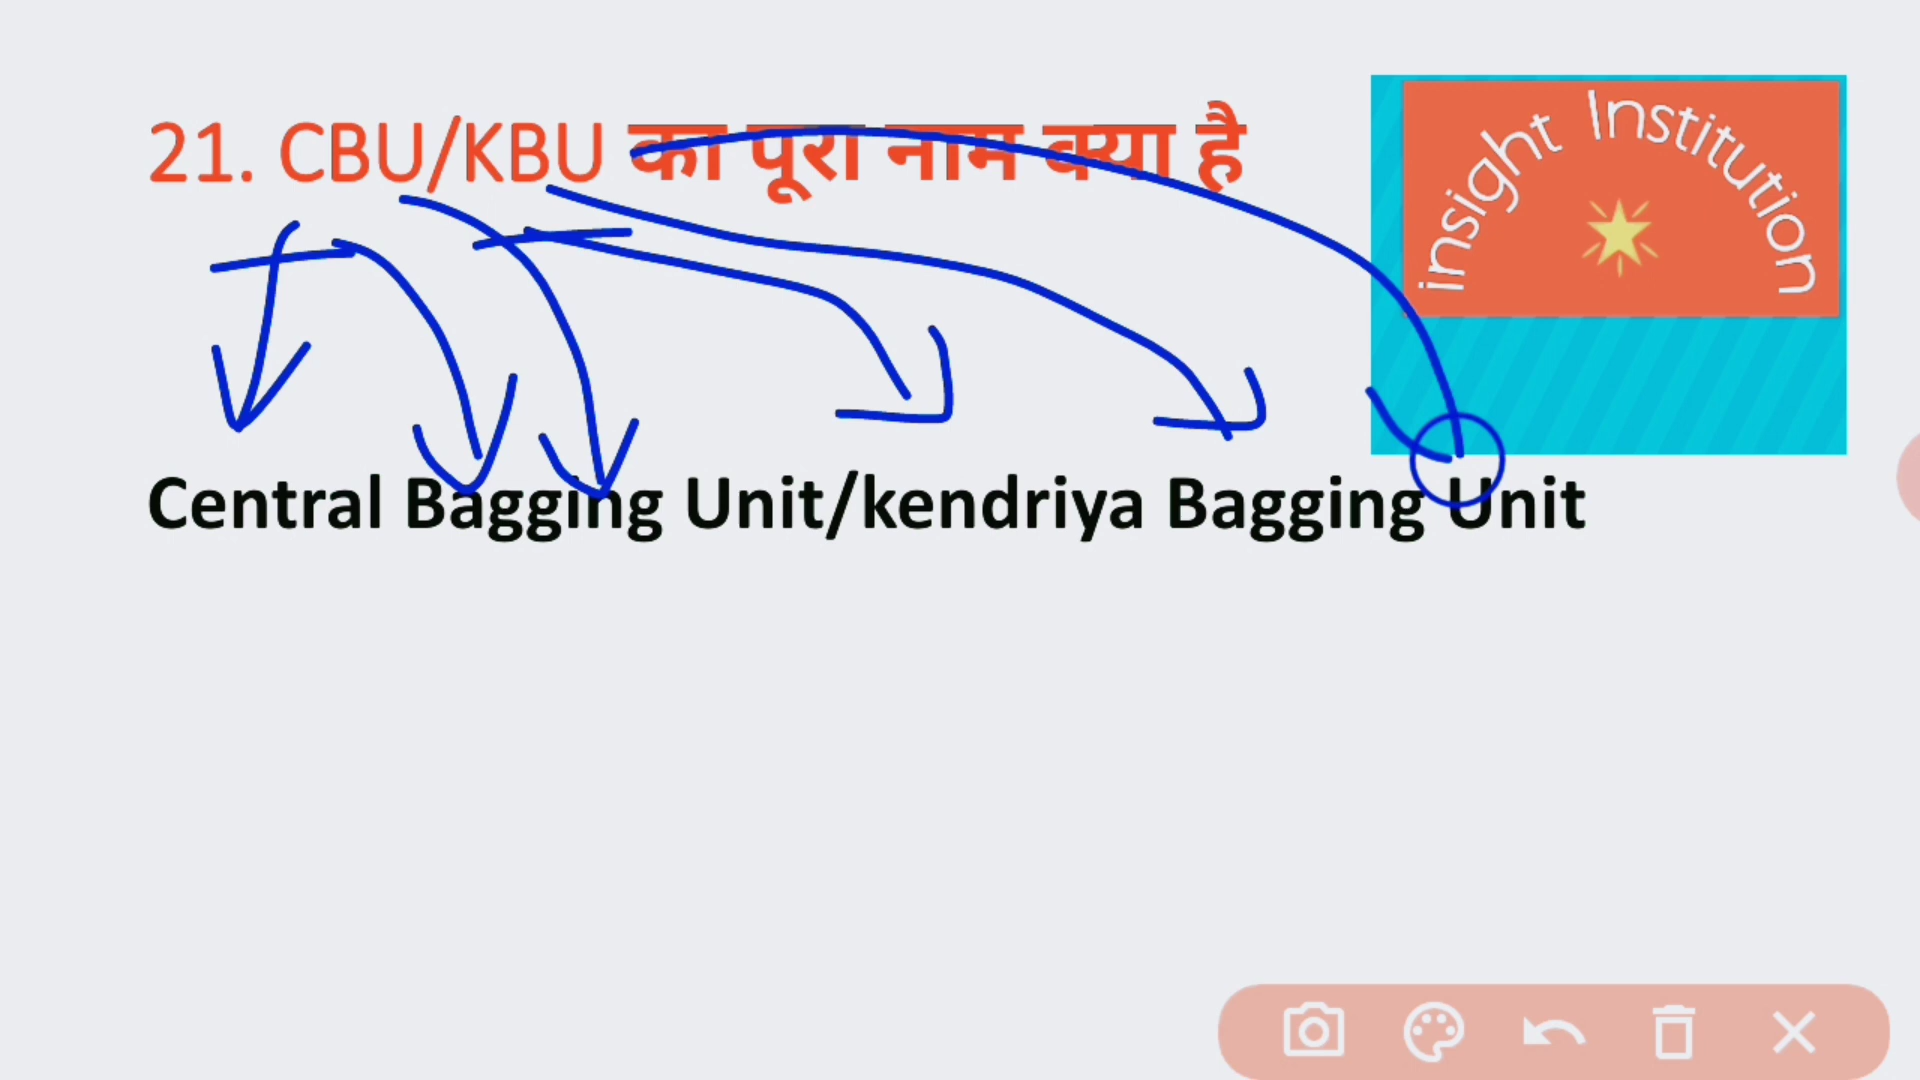 21. CBU/KBU का पूरा नाम क्या है
insight Institution
Central Bagging Unit/kendriya Bagging Unit